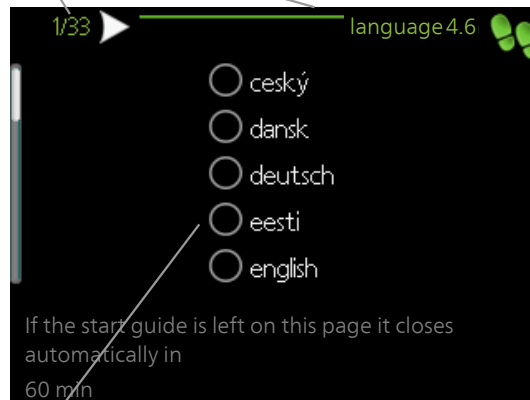 1/33
language 4.6
ceský
dansk
deutsch
eesti
english
If the start guide is left on this page it closes
automatically in
60 min